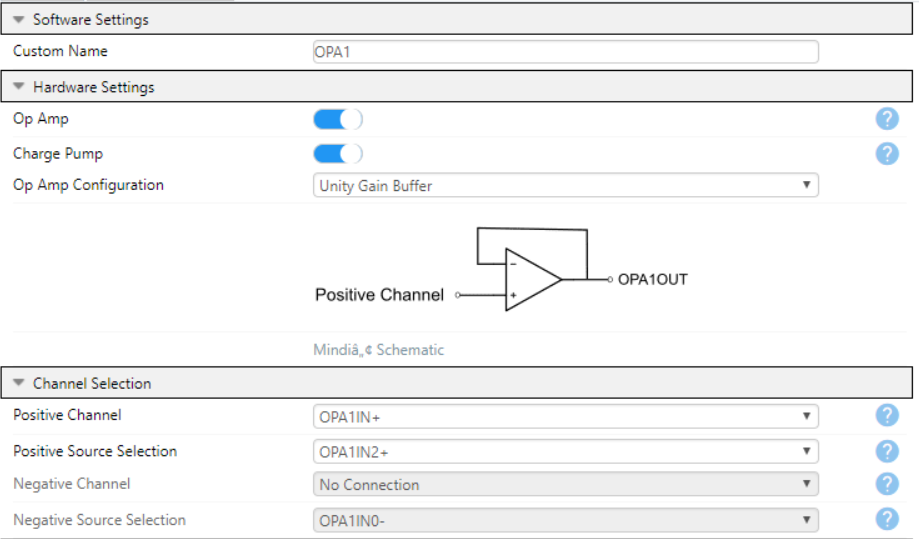 Software Settings
Custom Name OPA1
Hardware Settings
Op Amp ?
Charge Pump ?
Op Amp Configuration Unity Gain Buffer
-
OPA1OUT
Positive Channel +
Mindiâ„¢ Schematic
Channel Selection
Positive Channel OPA1IN+ ?
Positive Source Selection OPA1IN2+ ?
Negative Channel No Connection ?
Negative Source Selection OPA1IN0- ?